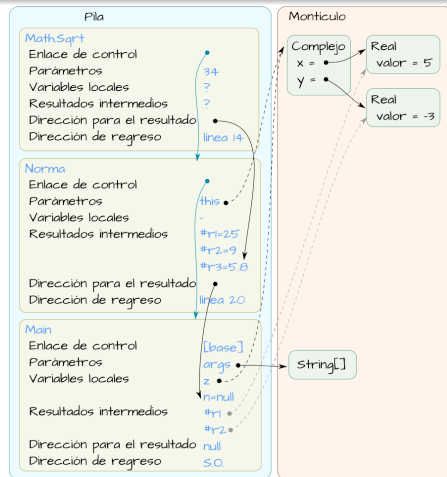 Pila
Math.Sqrt
Enlace de control
Parámetros 34
Variables locales ?
Resultados intermedios ?
Dirección para el resultado
Dirección de regreso línea 14
Norma
Enlace de control
Parámetros this
Variables locales -
Resultados intermedios #r1=25
#r2=9
#r3=5.8
Dirección para el resultado
Dirección de regreso línea 20
Main
Enlace de control [base]
Parámetros args
Variables locales z
n=null
Resultados intermedios #r1
#r2
Dirección para el resultado null
Dirección de regreso S.O.
Montículo
Complejo
x =
y =
Real
valor = 5
Real
valor = -3
String[]